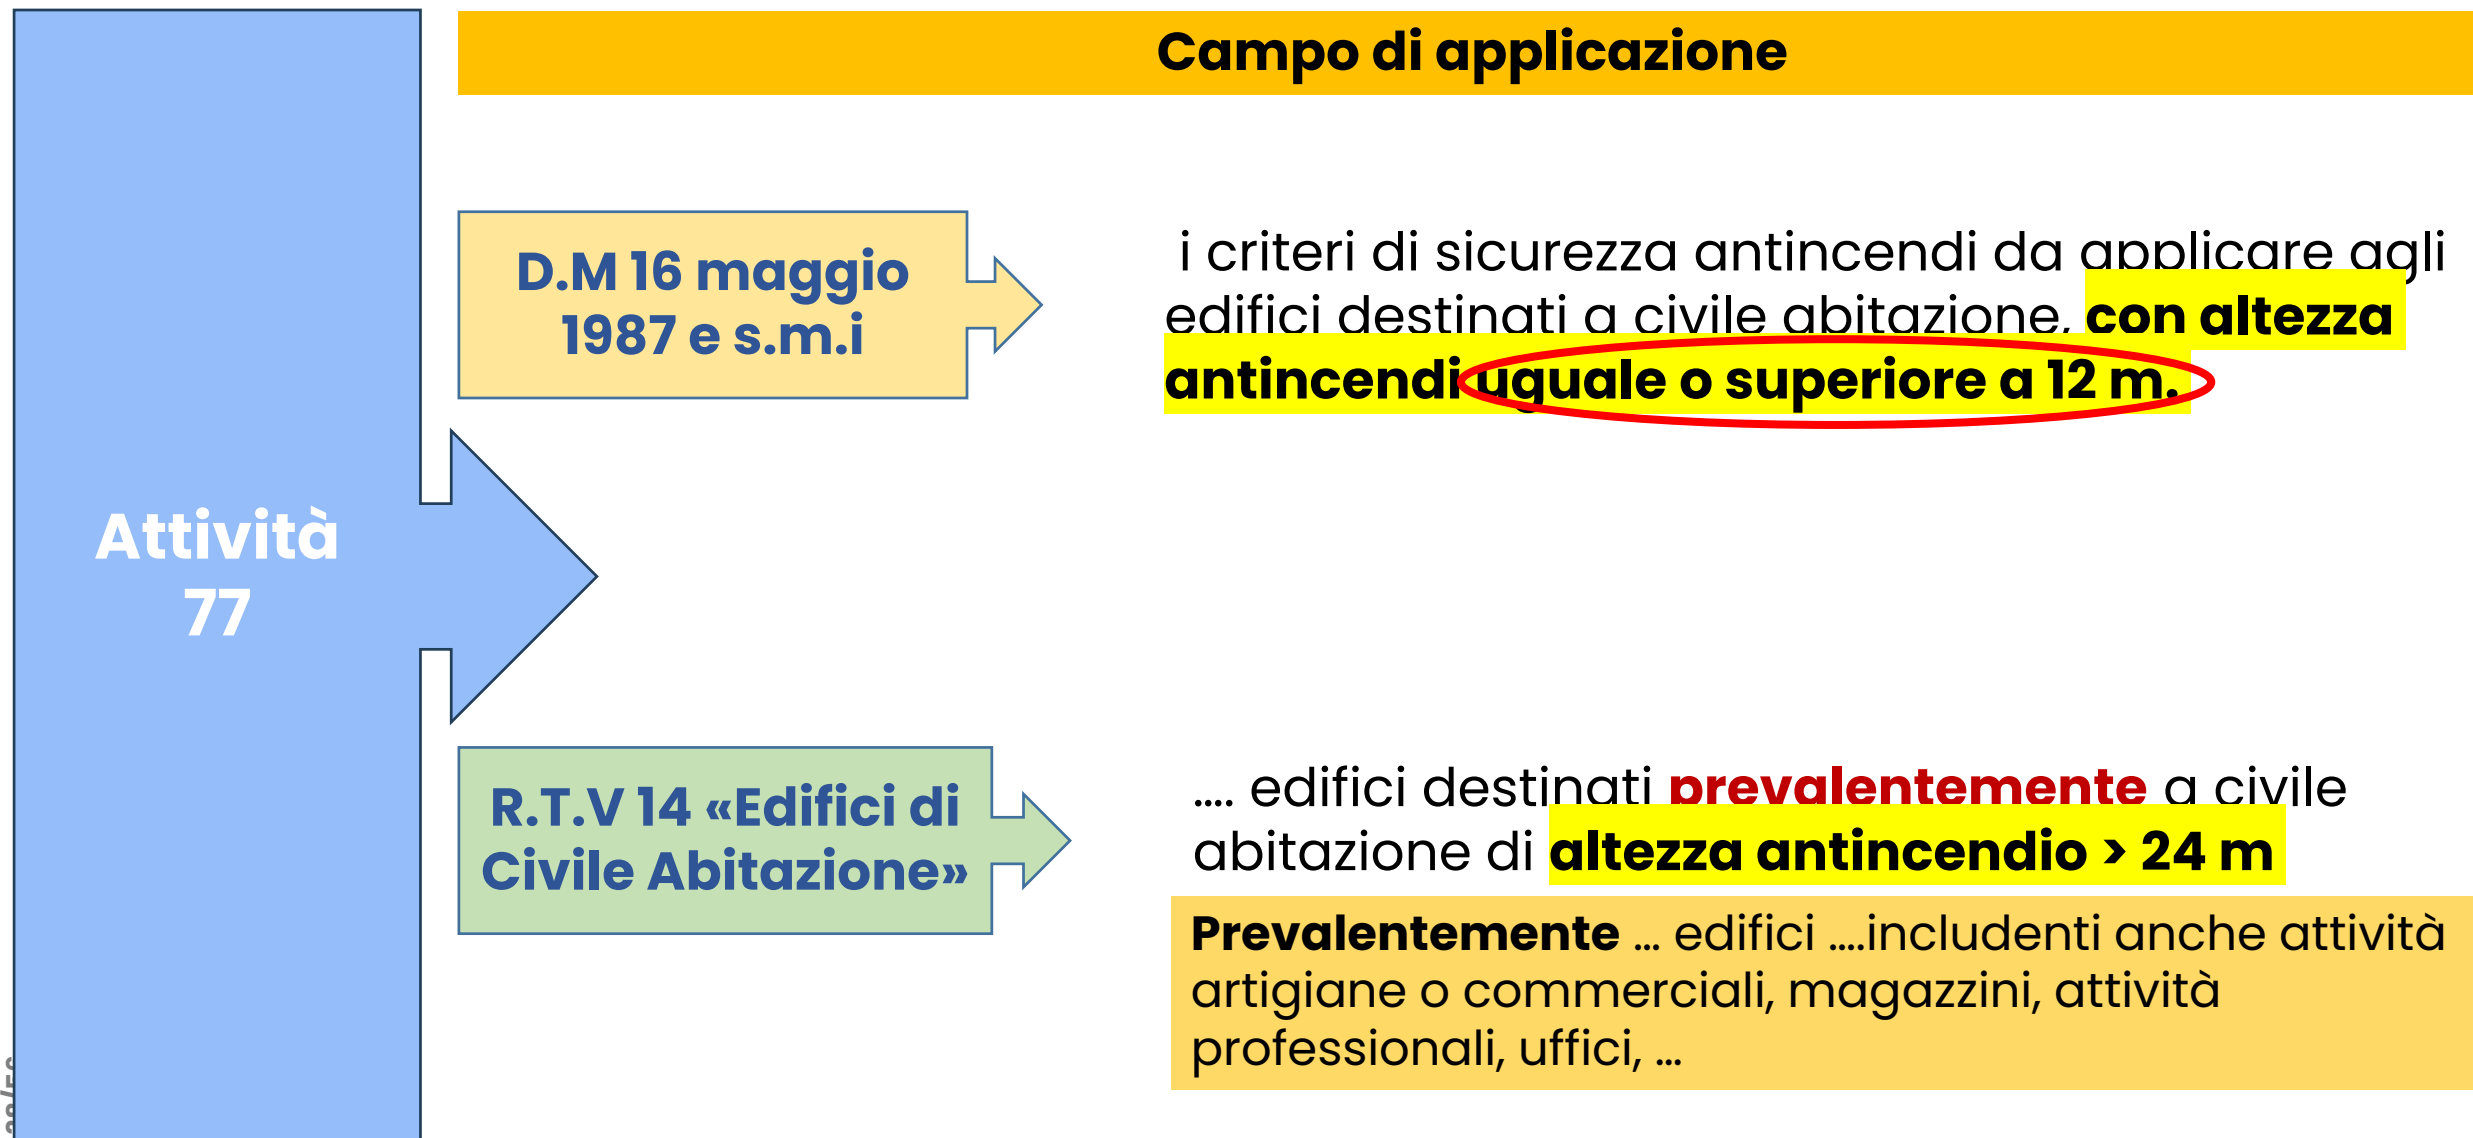 Campo di applicazione
D.M 16 maggio
1987 e s.m.i
i criteri di sicurezza antincendi da applicare agli
edifici destinati a civile abitazione, con altezza
antincendi uguale o superiore a 12 m.
Attività
77
R.T.V 14 «Edifici di
Civile Abitazione»
.... edifici destinati prevalentemente a civile
abitazione di altezza antincendio > 24 m
Prevalentemente ... edifici ....includenti anche attività
artigiane o commerciali, magazzini, attività
professionali, uffici, ...